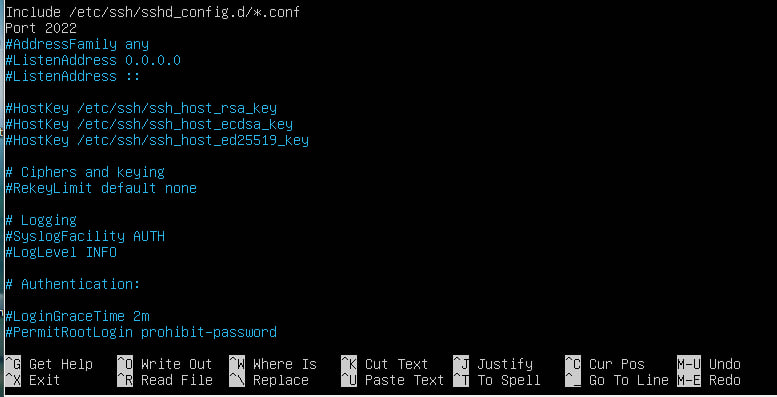 Include /etc/ssh/sshd_config.d/*.conf
Port 2022
#AddressFamily any
#ListenAddress 0.0.0.0
#ListenAddress ::
#HostKey /etc/ssh/ssh_host_rsa_key
#HostKey /etc/ssh/ssh_host_ecdsa_key
#HostKey /etc/ssh/ssh_host_ed25519_key
# Ciphers and keying
#RekeyLimit default none
# Logging
#SyslogFacility AUTH
#LogLevel INFO
# Authentication:
#LoginGraceTime 2m
#PermitRootLogin prohibit-password
^G Get Help ^O Write Out ^W Where Is ^K Cut Text ^J Justify ^C Cur Pos M-U Undo
^X Exit ^R Read File ^\ Replace ^U Paste Text ^T To Spell ^_ Go To Line M-E Redo